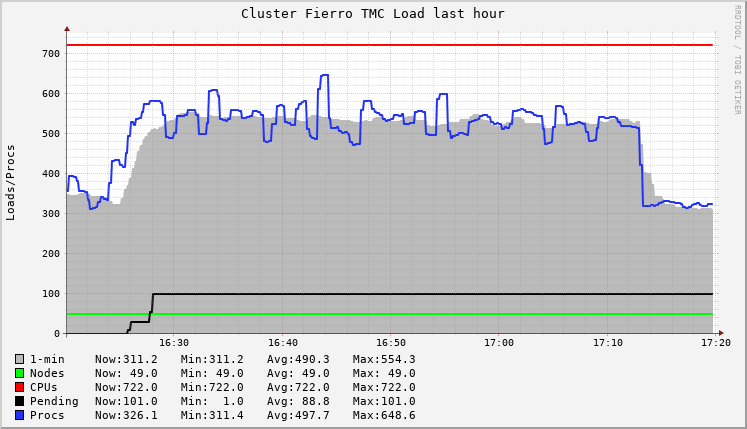 Cluster Fierro TMC Load last hour
RRDTOOL / TOBI OETIKER
Loads/Procs
700
600
500
400
300
200
100
0
16:30 16:40 16:50 17:00 17:10 17:20
1-min Now:311.2 Min:311.2 Avg:490.3 Max:554.3
Nodes Now: 49.0 Min: 49.0 Avg: 49.0 Max: 49.0
CPUs Now:722.0 Min:722.0 Avg:722.0 Max:722.0
Pending Now:101.0 Min: 1.0 Avg: 88.8 Max:101.0
Procs Now:326.1 Min:311.4 Avg:497.7 Max:648.6